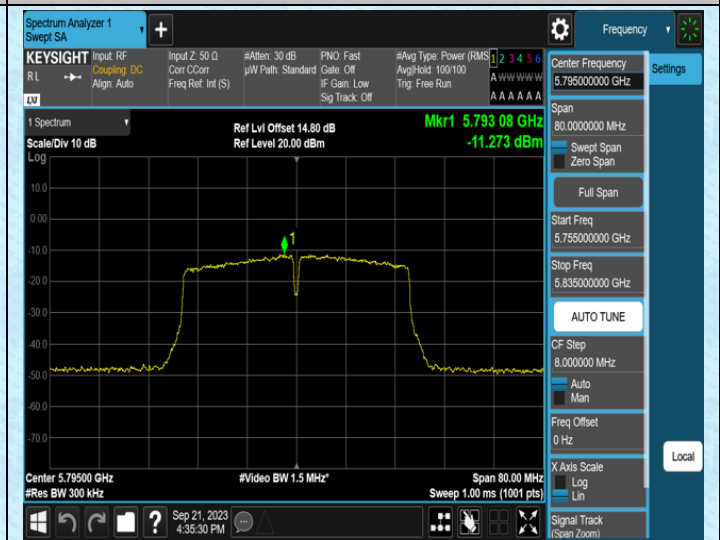 Spectrum Analyzer 1
Swept SA
+
Frequency
KEYSIGHT
RL
LXI
Input: RF
Coupling: DC
Align: Auto
Input Z: 50 Ω
Corr CCorr
Freq Ref: Int (S)
#Atten: 30 dB
µW Path: Standard
PNO: Fast
Gate: Off
IF Gain: Low
Sig Track: Off
#Avg Type: Power (RMS
Avg|Hold: 100/100
Trig: Free Run
1 2 3 4 5 6
A W W W W W
A A A A A A
1 Spectrum
Scale/Div 10 dB
Log
Ref Lvl Offset 14.80 dB
Ref Level 20.00 dBm
Mkr1 5.793 08 GHz
-11.273 dBm
10.0
0.00
-10.0
-20.0
-30.0
-40.0
-50.0
-60.0
-70.0
1
Center 5.79500 GHz
#Res BW 300 kHz
#Video BW 1.5 MHz*
Span 80.00 MHz
Sweep 1.00 ms (1001 pts)
?
Sep 21, 2023
4:35:30 PM
Center Frequency
5.795000000 GHz
Span
80.0000000 MHz
Swept Span
Zero Span
Full Span
Start Freq
5.755000000 GHz
Stop Freq
5.835000000 GHz
AUTO TUNE
CF Step
8.000000 MHz
Auto
Man
Freq Offset
0 Hz
X Axis Scale
Log
Lin
Signal Track
(Span Zoom)
Settings
Local